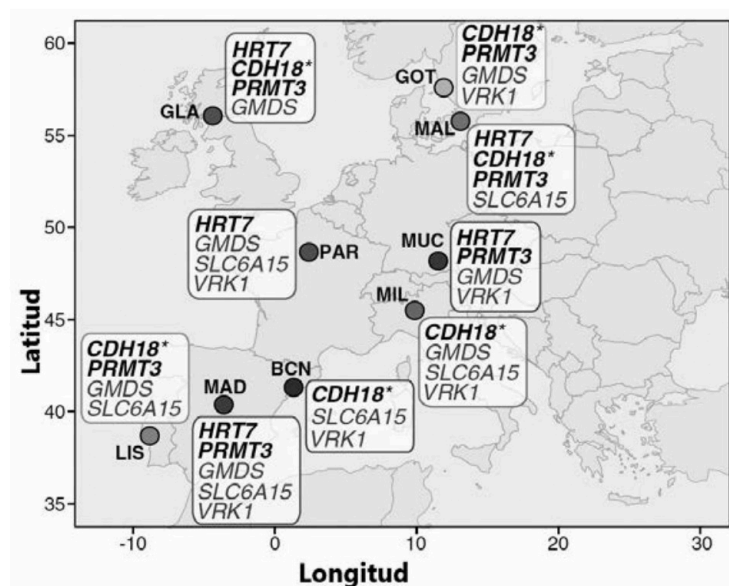 60
55
50
45
40
35
Latitud
-10
0
10
20
30
Longitud
GLA
HRT7
CDH18*
PRMT3
GMDS
GOT
CDH18*
PRMT3
GMDS
VRK1
MAL
HRT7
CDH18*
PRMT3
SLC6A15
PAR
HRT7
GMDS
SLC6A15
VRK1
MUC
HRT7
PRMT3
GMDS
VRK1
MIL
CDH18*
GMDS
SLC6A15
VRK1
LIS
CDH18*
PRMT3
GMDS
SLC6A15
MAD
HRT7
PRMT3
GMDS
SLC6A15
VRK1
BCN
CDH18*
SLC6A15
VRK1